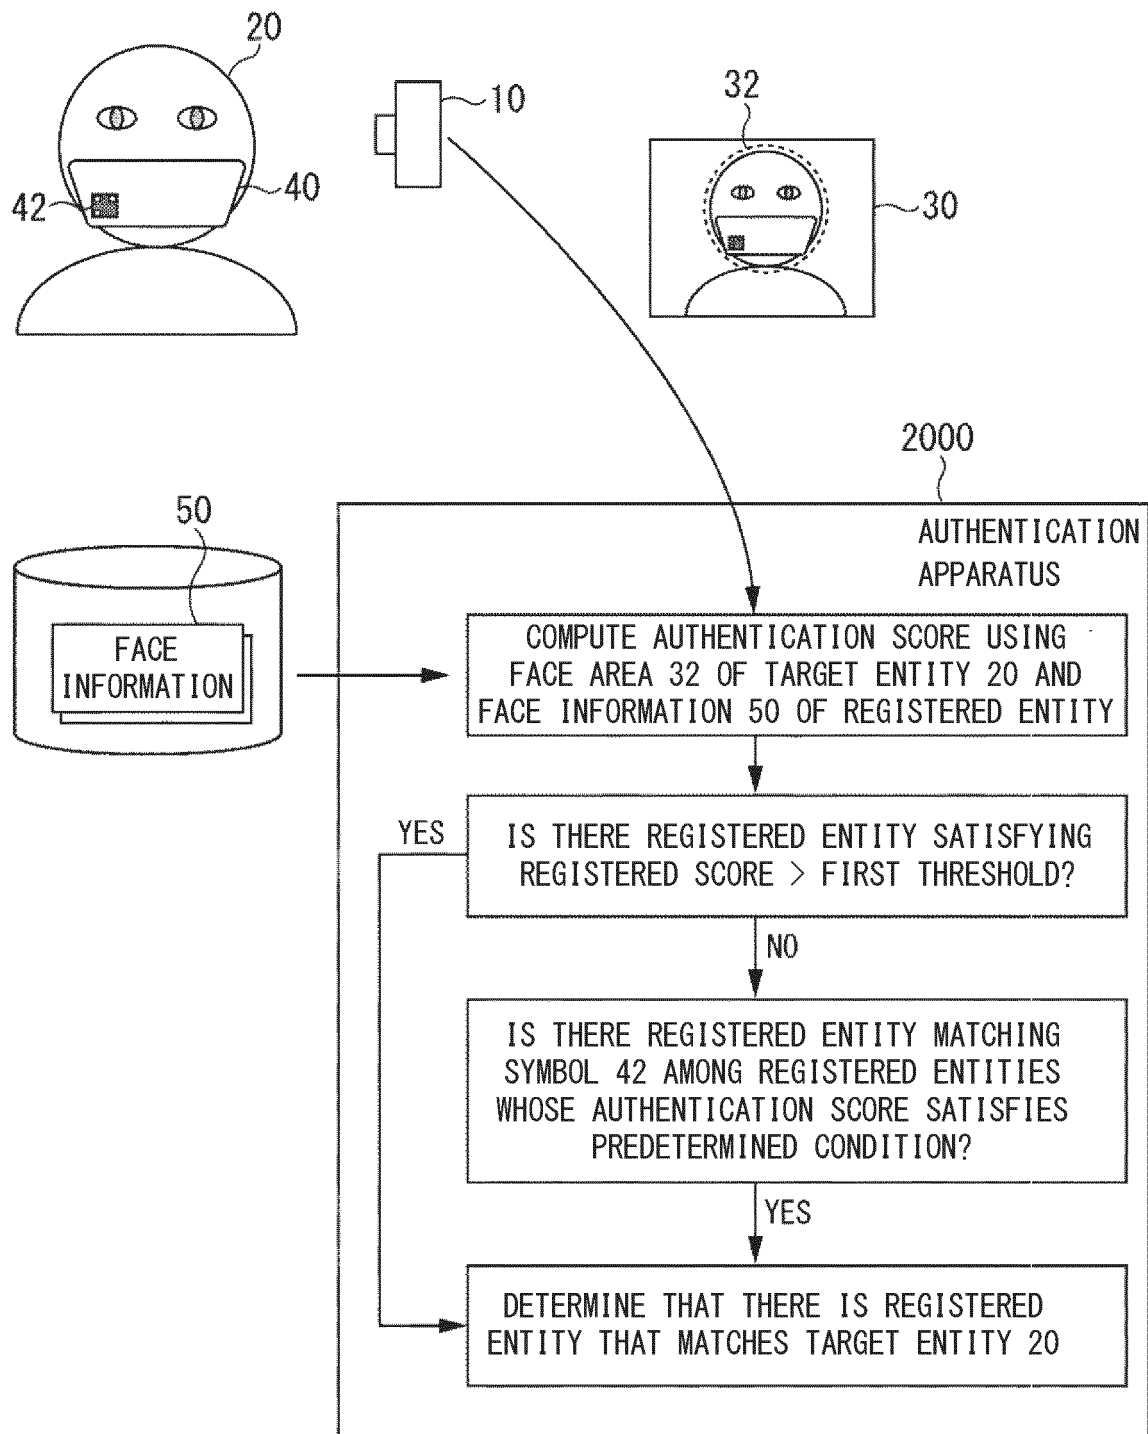 20
10
32
42
40
30
2000
50
AUTHENTICATION
APPARATUS
FACE
INFORMATION
COMPUTE AUTHENTICATION SCORE USING
FACE AREA 32 OF TARGET ENTITY 20 AND
FACE INFORMATION 50 OF REGISTERED ENTITY
YES
IS THERE REGISTERED ENTITY SATISFYING
REGISTERED SCORE > FIRST THRESHOLD?
NO
IS THERE REGISTERED ENTITY MATCHING
SYMBOL 42 AMONG REGISTERED ENTITIES
WHOSE AUTHENTICATION SCORE SATISFIES
PREDETERMINED CONDITION?
YES
DETERMINE THAT THERE IS REGISTERED
ENTITY THAT MATCHES TARGET ENTITY 20